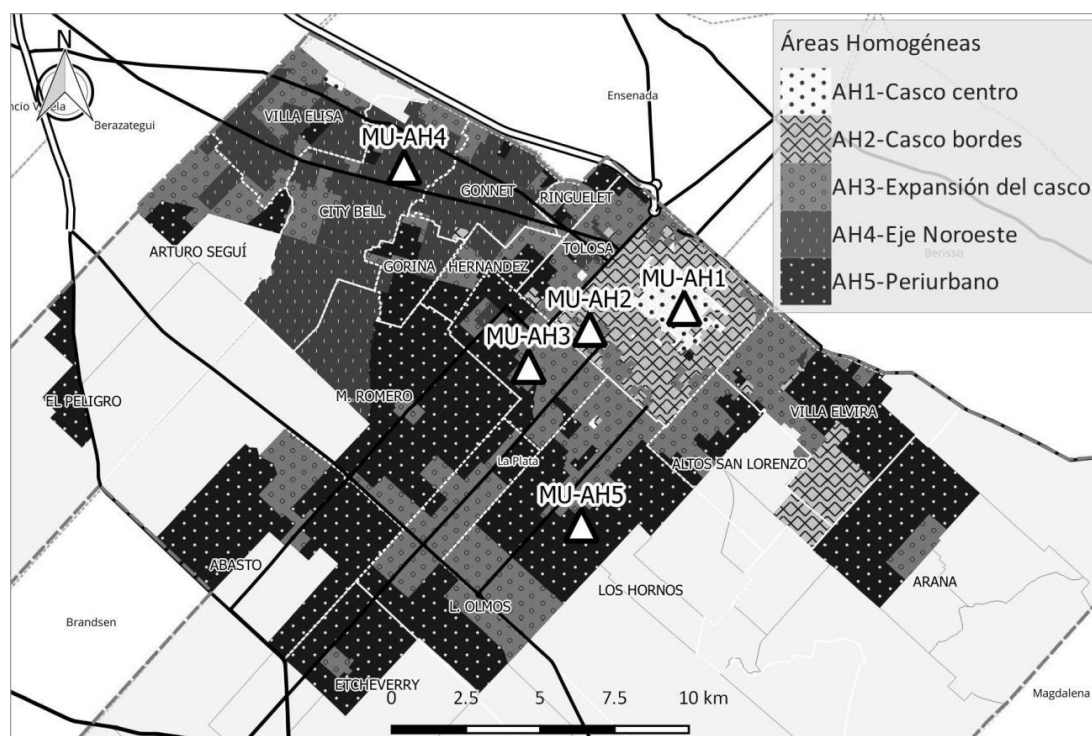 N
Ensenada
ncio V
ela
Berazategui
VILLA ELISA
MU-AH4
GONNET
RINGUELET
CITY BELL
TOLOSA
ARTURO SEGUÍ
GORINA
HERNANDEZ
MU-AH1
MU-AH2
MU-AH3
EL PELIGRO
M. ROMERO
VILLA ELVIRA
La Plata
ALTOS SAN LORENZO
MU-AH5
ABASTO
LOS HORNOS
ARANA
L. OLMOS
Brandsen
ETCHEVERRY
Magdalena
0 2.5 5 7.5 10 km
Áreas Homogéneas
AH1-Casco centro
AH2-Casco bordes
AH3-Expansión del casco
AH4-Eje Noroeste
Berisso
AH5-Periurbano